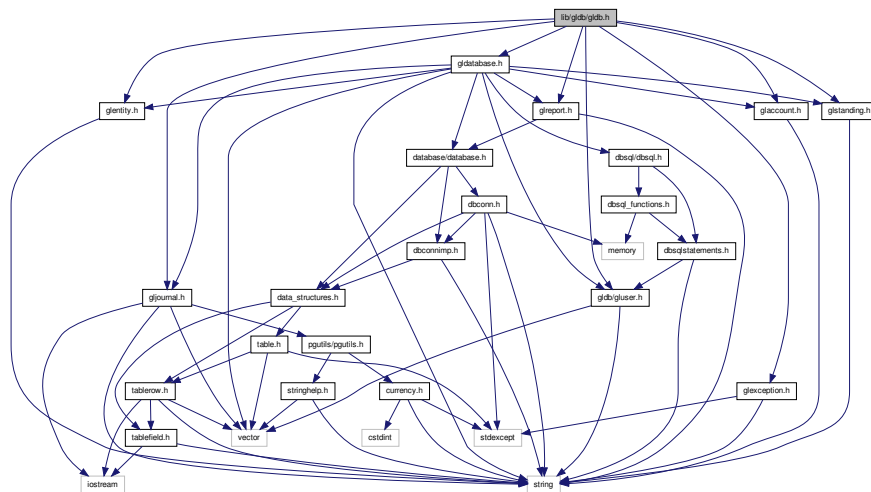 lib/gldb/gldb.h
gldatabase.h
glentity.h
glreport.h
glaccount.h
glstanding.h
database/database.h
dbsql/dbsql.h
dbconn.h
dbsql_functions.h
dbconnimp.h
memory
dbsqlstatements.h
gljournal.h
data_structures.h
gldb/gluser.h
table.h
pgutils/pgutils.h
tablerow.h
stringhelp.h
currency.h
glexception.h
tablefield.h
vector
cstdint
stdexcept
iostream
string